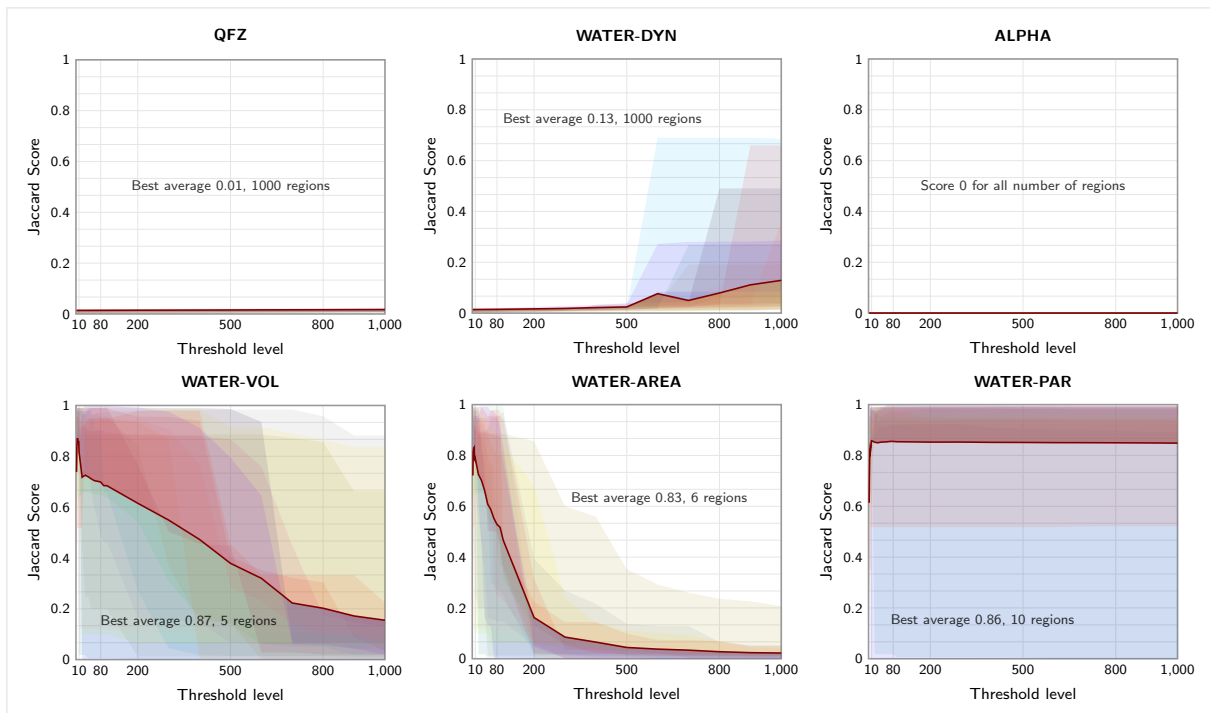 QFZ
1
0.8
0.6
0.4
0.2
0
Jaccard Score
Best average 0.01, 1000 regions
10 80 200 500 800 1,000
Threshold level
WATER-DYN
1
0.8
0.6
0.4
0.2
0
Jaccard Score
Best average 0.13, 1000 regions
10 80 200 500 800 1,000
Threshold level
ALPHA
1
0.8
0.6
0.4
0.2
0
Jaccard Score
Score 0 for all number of regions
10 80 200 500 800 1,000
Threshold level
WATER-VOL
1
0.8
0.6
0.4
0.2
0
Jaccard Score
Best average 0.87, 5 regions
10 80 200 500 800 1,000
Threshold level
WATER-AREA
1
0.8
0.6
0.4
0.2
0
Jaccard Score
Best average 0.83, 6 regions
10 80 200 500 800 1,000
Threshold level
WATER-PAR
1
0.8
0.6
0.4
0.2
0
Jaccard Score
Best average 0.86, 10 regions
10 80 200 500 800 1,000
Threshold level